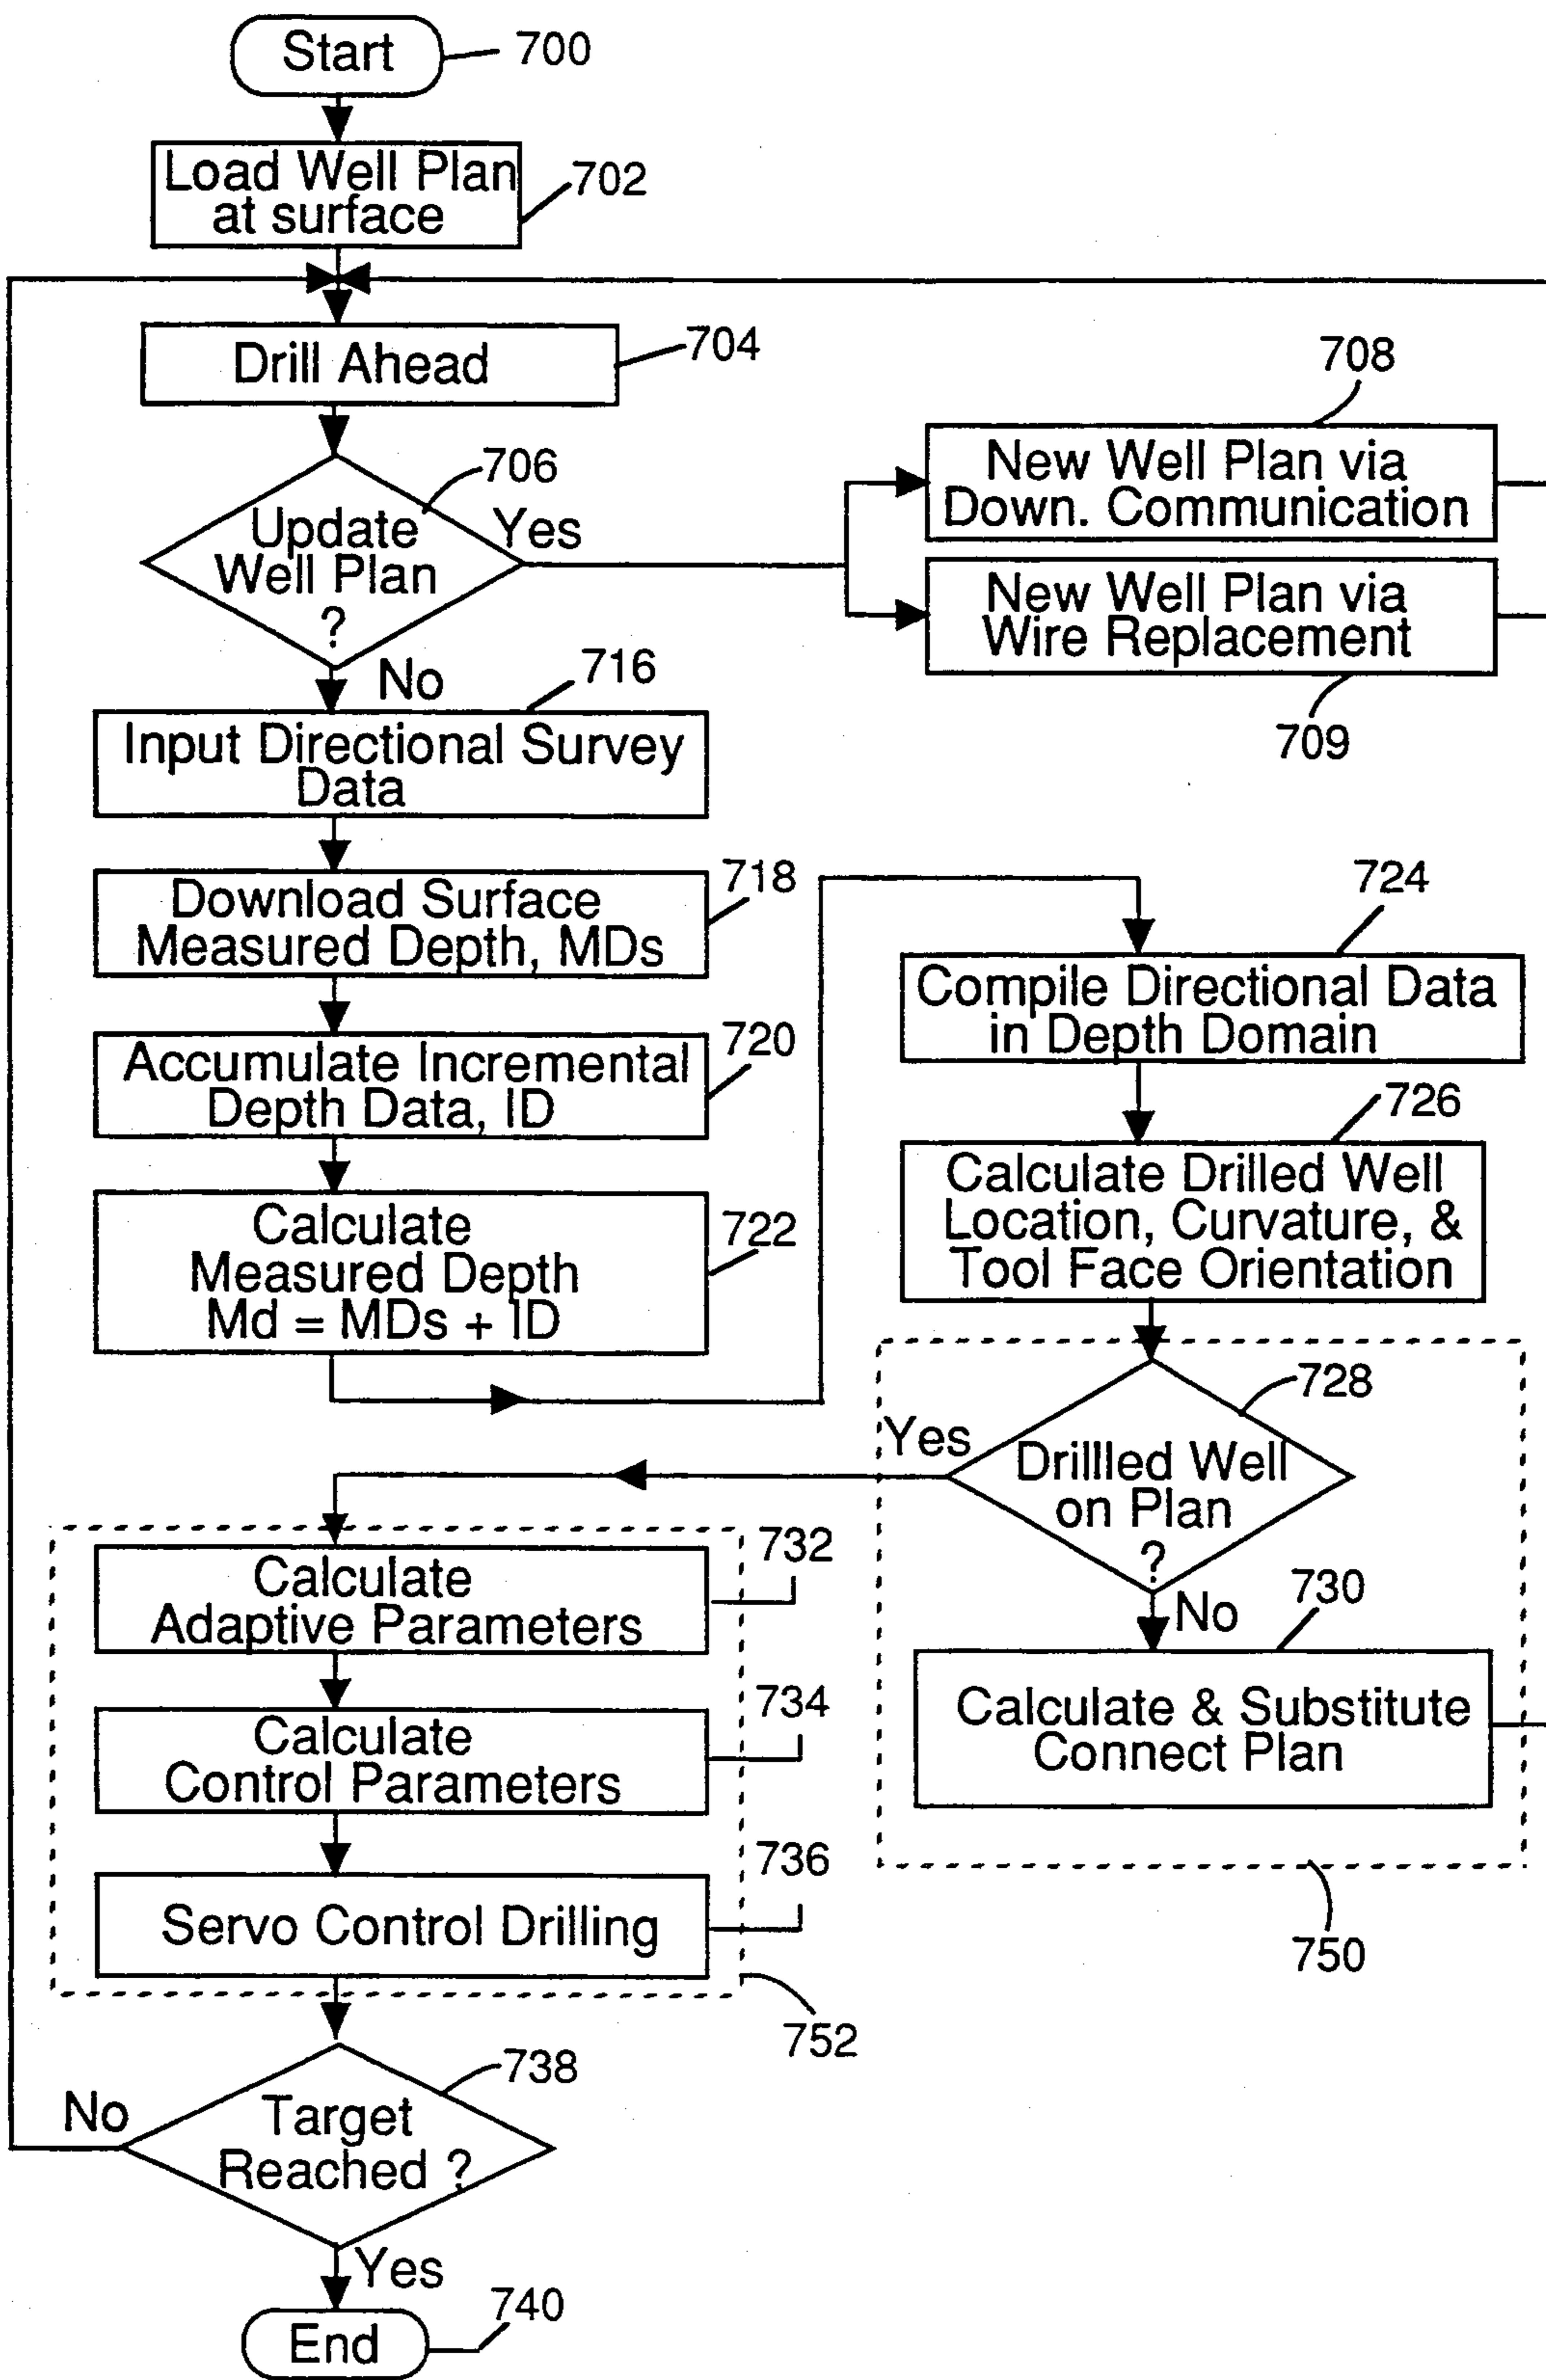 Start
700
Load Well Plan
at surface
702
Drill Ahead
704
706
Update
Well Plan
?
Yes
No
708
New Well Plan via
Down. Communication
New Well Plan via
Wire Replacement
709
716
Input Directional Survey
Data
718
Download Surface
Measured Depth, MDs
720
Accumulate Incremental
Depth Data, ID
722
Calculate
Measured Depth
Md = MDs + ID
724
Compile Directional Data
in Depth Domain
726
Calculate Drilled Well
Location, Curvature, &
Tool Face Orientation
728
Yes
Drillled Well
on Plan
?
No
730
Calculate & Substitute
Connect Plan
750
732
Calculate
Adaptive Parameters
734
Calculate
Control Parameters
736
Servo Control Drilling
752
738
No
Target
Reached ?
Yes
740
End